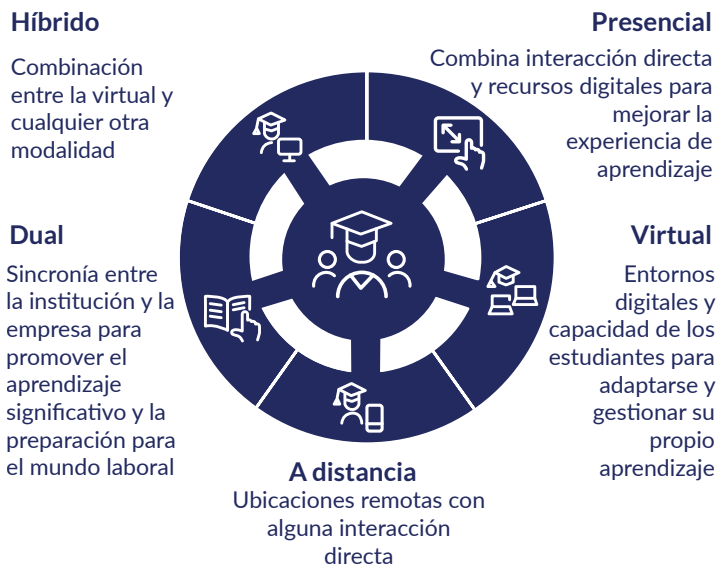 Híbrido
Combinación
entre la virtual y
cualquier otra
modalidad
Presencial
Combina interacción directa
y recursos digitales para
mejorar la
experiencia de
aprendizaje
Dual
Sincronía entre
la institución y la
empresa para
promover el
aprendizaje
significativo y la
preparación para
el mundo laboral
Virtual
Entornos
digitales y
capacidad de los
estudiantes para
adaptarse y
gestionar su
propio
aprendizaje
A distancia
Ubicaciones remotas con
alguna interacción
directa